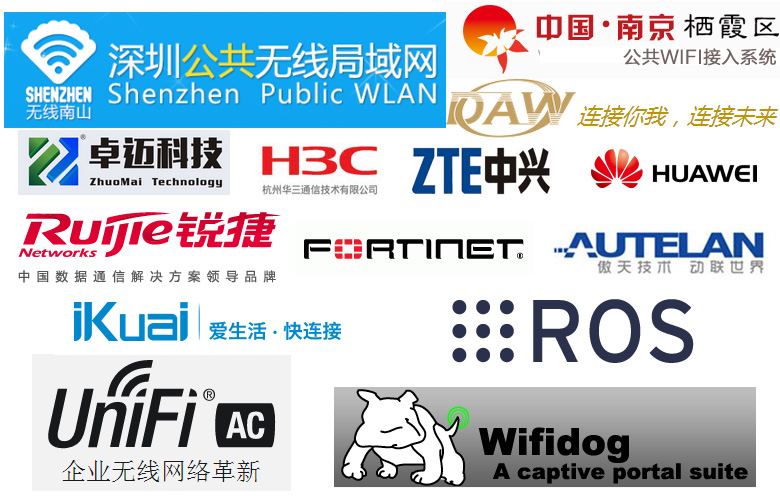 SHENZHEN
无线南山
深圳公共无线局域网
Shenzhen Public WLAN
中国·南京栖霞区
公共WIFI接入系统
DAW
连接你我，连接未来
卓迈科技
ZhuoMai Technology
H3C
杭州华三通信技术有限公司
ZTE中兴
HUAWEI
Ruijie锐捷
Networks
中国数据通信解决方案领导品牌
FORTINET®
AUTELAN
傲天技术 动联世界
iKuai 爱生活·快连接
ROS
UniFi® AC
企业无线网络革新
Wifidog
A captive portal suite